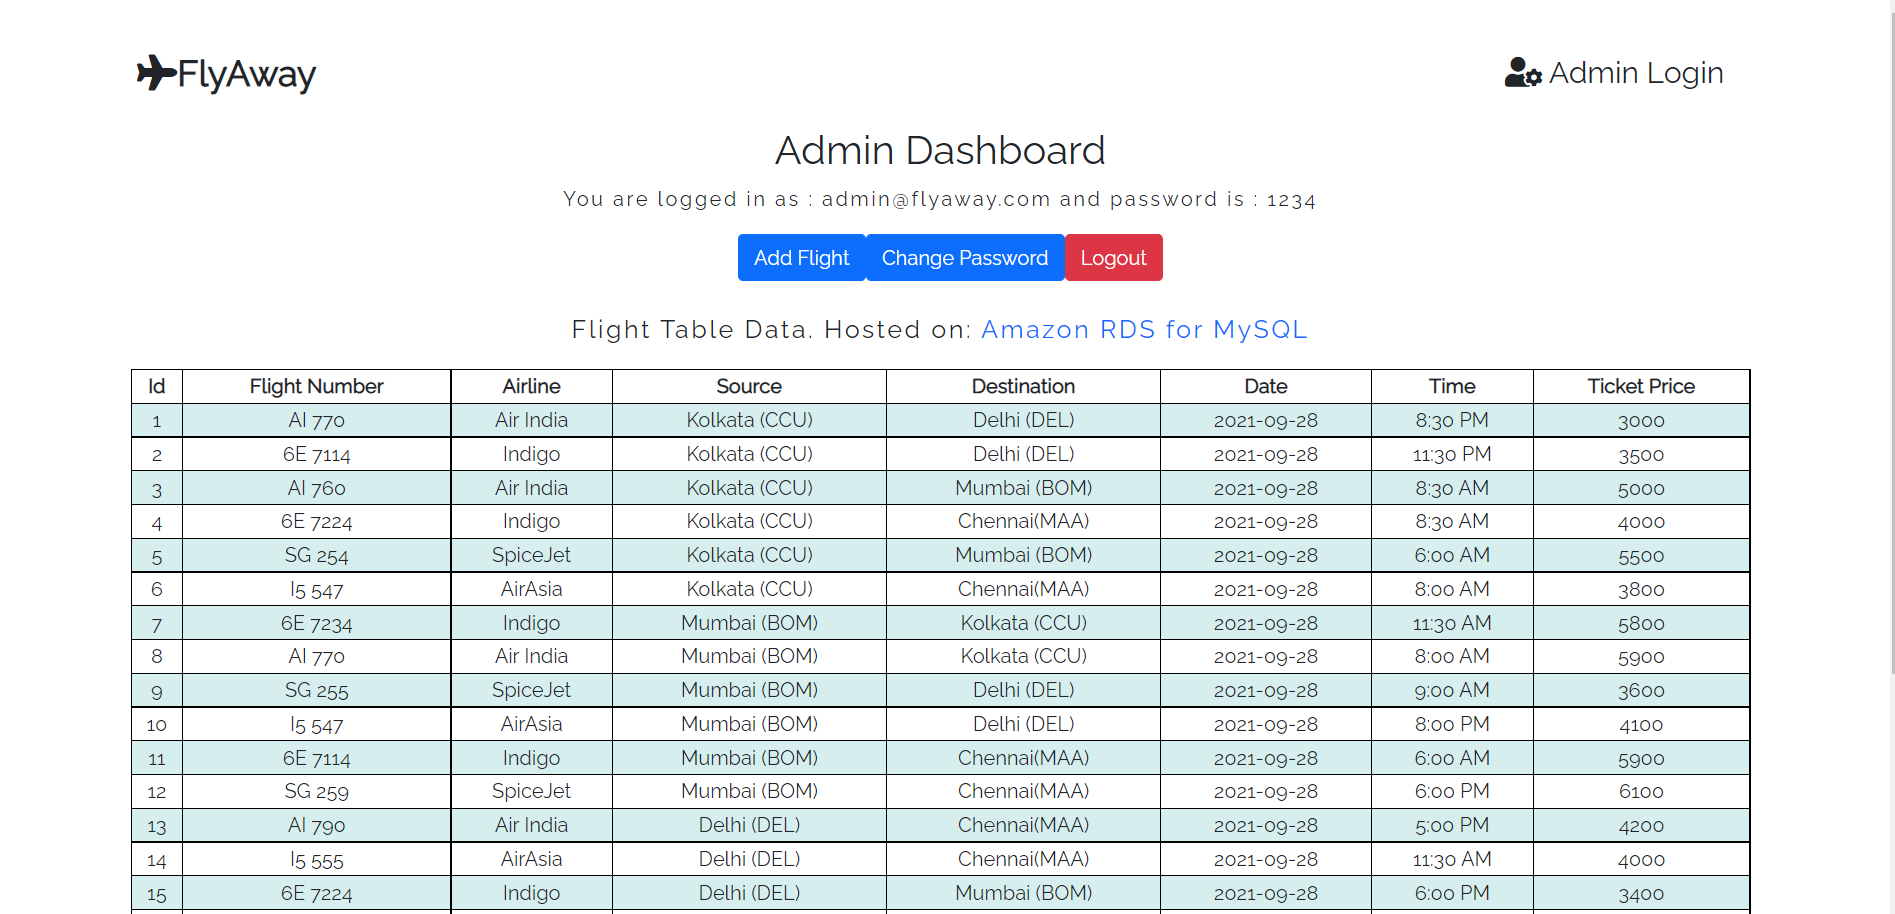 FlyAway
Admin Login
Admin Dashboard
You are logged in as : admin@flyaway.com and password is : 1234
Add Flight Change Password Logout
Flight Table Data. Hosted on: Amazon RDS for MySQL
Id Flight Number Airline Source Destination Date Time Ticket Price
1 AI 770 Air India Kolkata (CCU) Delhi (DEL) 2021-09-28 8:30 PM 3000
2 6E 7114 Indigo Kolkata (CCU) Delhi (DEL) 2021-09-28 11:30 PM 3500
3 AI 760 Air India Kolkata (CCU) Mumbai (BOM) 2021-09-28 8:30 AM 5000
4 6E 7224 Indigo Kolkata (CCU) Chennai(MAA) 2021-09-28 8:30 AM 4000
5 SG 254 SpiceJet Kolkata (CCU) Mumbai (BOM) 2021-09-28 6:00 AM 5500
6 I5 547 AirAsia Kolkata (CCU) Chennai(MAA) 2021-09-28 8:00 AM 3800
7 6E 7234 Indigo Mumbai (BOM) Kolkata (CCU) 2021-09-28 11:30 AM 5800
8 AI 770 Air India Mumbai (BOM) Kolkata (CCU) 2021-09-28 8:00 AM 5900
9 SG 255 SpiceJet Mumbai (BOM) Delhi (DEL) 2021-09-28 9:00 AM 3600
10 I5 547 AirAsia Mumbai (BOM) Delhi (DEL) 2021-09-28 8:00 PM 4100
11 6E 7114 Indigo Mumbai (BOM) Chennai(MAA) 2021-09-28 6:00 AM 5900
12 SG 259 SpiceJet Mumbai (BOM) Chennai(MAA) 2021-09-28 6:00 PM 6100
13 AI 790 Air India Delhi (DEL) Chennai(MAA) 2021-09-28 5:00 PM 4200
14 I5 555 AirAsia Delhi (DEL) Chennai(MAA) 2021-09-28 11:30 AM 4000
15 6E 7224 Indigo Delhi (DEL) Mumbai (BOM) 2021-09-28 6:00 PM 3400